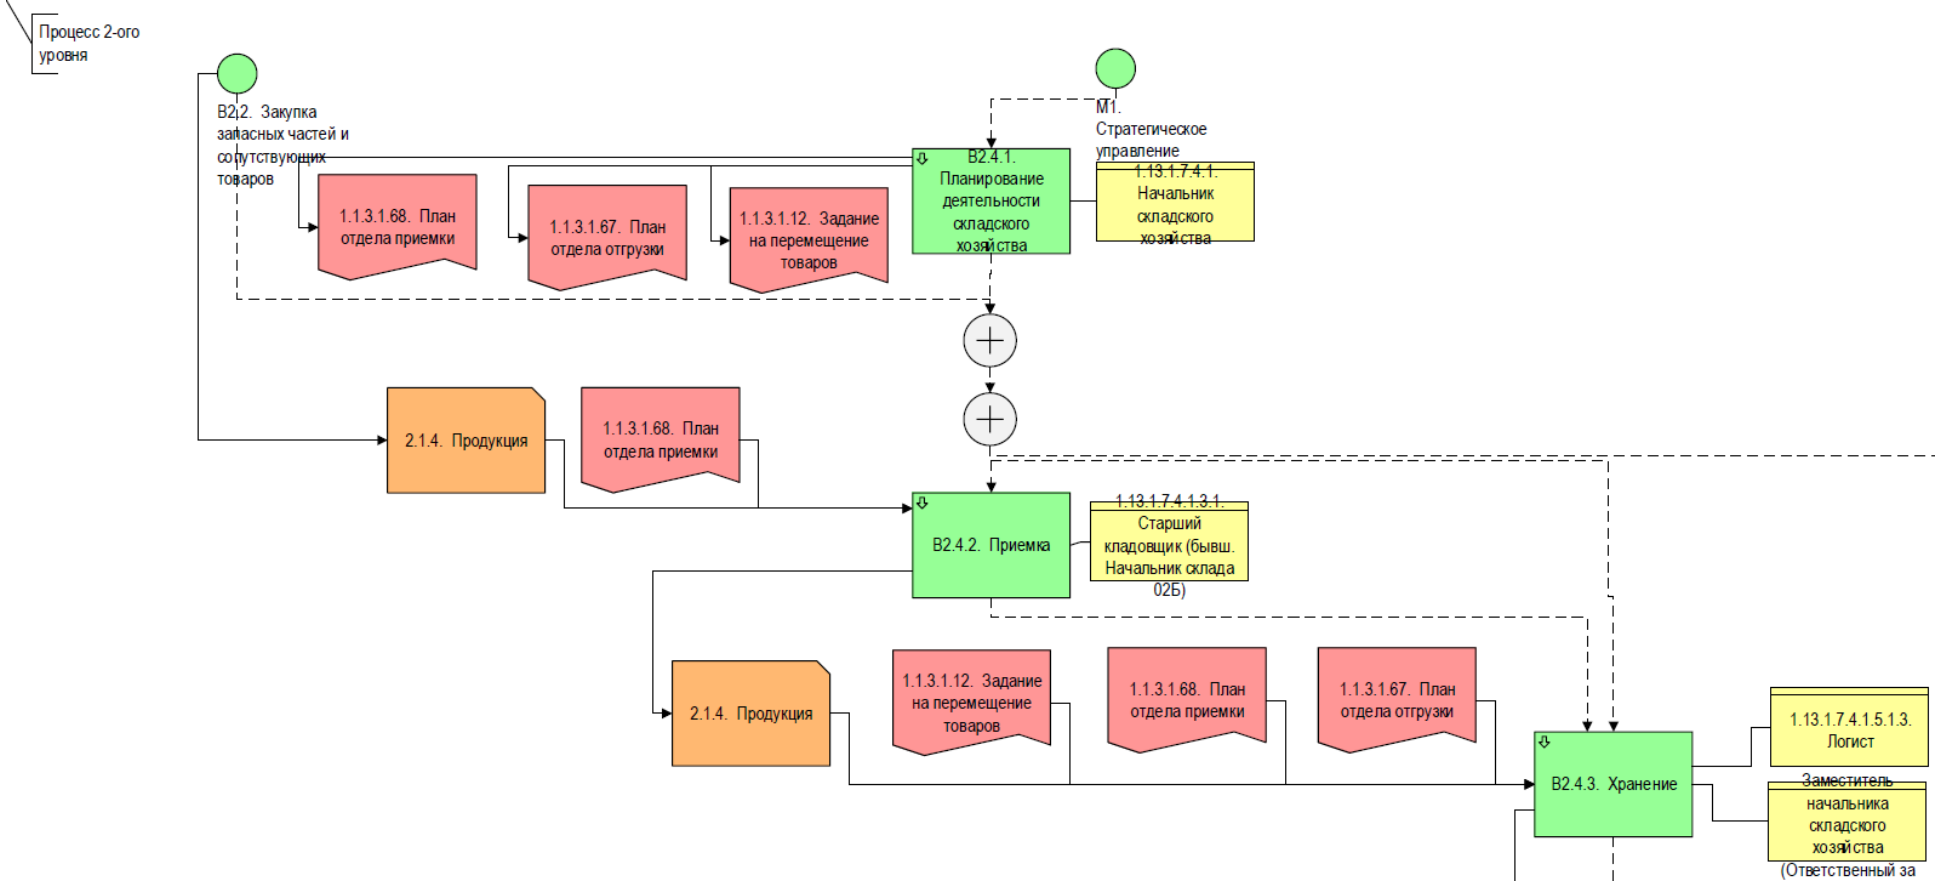 Процесс 2-ого
уровня
В2.2. Закупка
запасных частей и
сопутствующих
товаров
М1.
Стратегическое
управление
В2.4.1.
Планирование
деятельности
складского
хозяйства
1.13.1.7.4.1.
Начальник
складского
хозяйства
1.1.3.1.68. План
отдела приемки
1.1.3.1.67. План
отдела отгрузки
1.1.3.1.12. Задание
на перемещение
товаров
2.1.4. Продукция
1.1.3.1.68. План
отдела приемки
В2.4.2. Приемка
1.13.1.7.4.1.3.1.
Старший
кладовщик (бывш.
Начальник склада
02Б)
2.1.4. Продукция
1.1.3.1.12. Задание
на перемещение
товаров
1.1.3.1.68. План
отдела приемки
1.1.3.1.67. План
отдела отгрузки
В2.4.3. Хранение
1.13.1.7.4.1.5.1.3.
Логист
Заместитель
начальника
складского
хозяйства
(Ответственный за